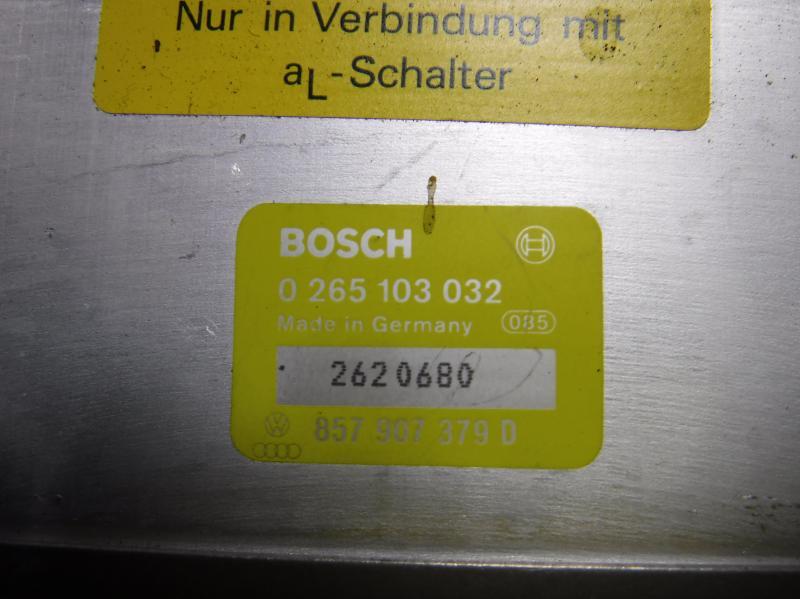 Nur in Verbindung mit
aL-Schalter
BOSCH
0 265 103 032
Made in Germany 085
2620680
857 907 379 D